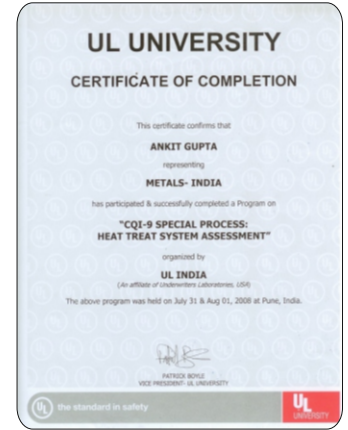 UL UNIVERSITY
CERTIFICATE OF COMPLETION
This certificate confirms that
ANKIT GUPTA
representing
METALS- INDIA
has participated & successfully completed a Program on
"CQI-9 SPECIAL PROCESS:
HEAT TREAT SYSTEM ASSESSMENT"
organized by
UL INDIA
(An affiliate of Underwriters Laboratories, USA)
The above program was held on July 31 & Aug 01, 2008 at Pune, India.
PATRICK BOYLE
VICE PRESIDENT- UL UNIVERSITY
UL the standard in safety
UL
UNIVERSITY